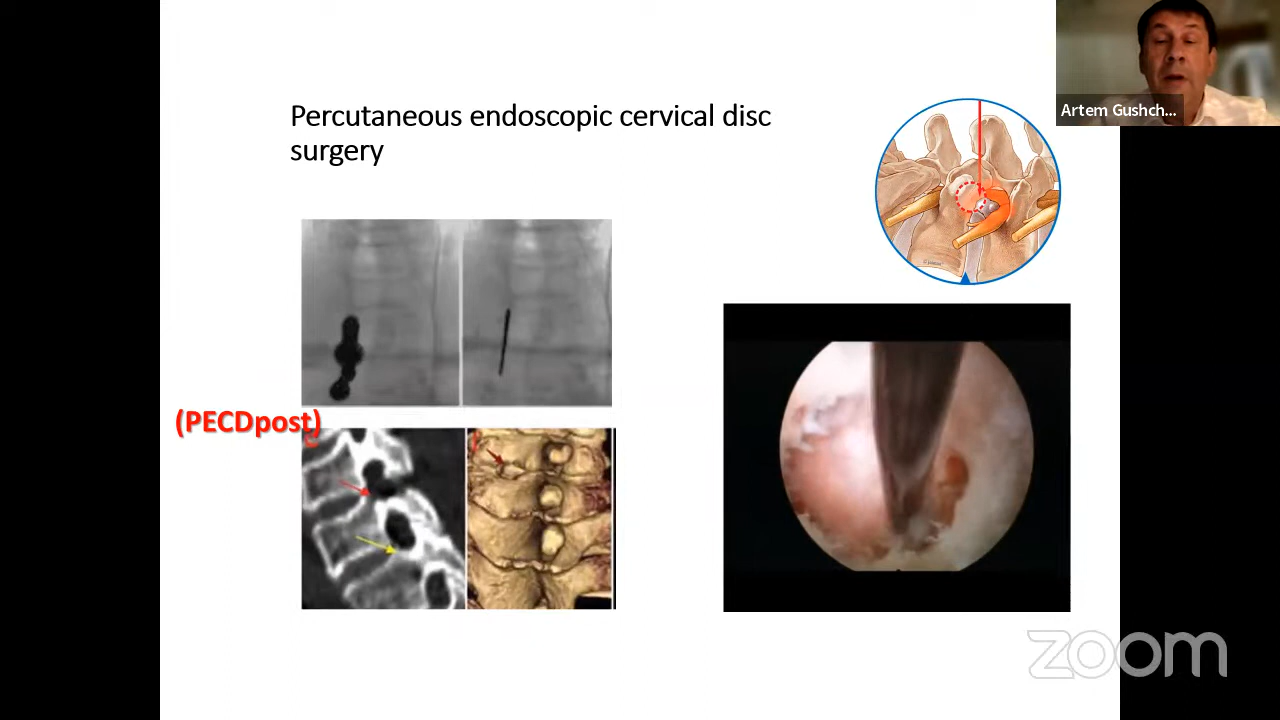 Percutaneous endoscopic cervical disc
surgery
Artem Gushch...
(PECDpost)
zoom